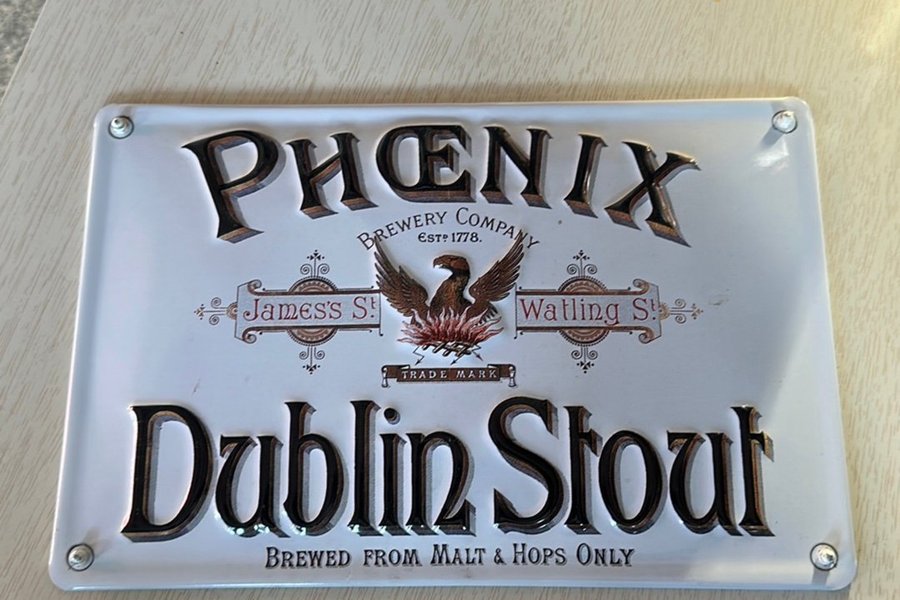 PHŒNIX
BREWERY COMPANY
ESTD 1778.
James's St Watling St
TRADE MARK
Dublin Stout
BREWED FROM MALT & HOPS ONLY